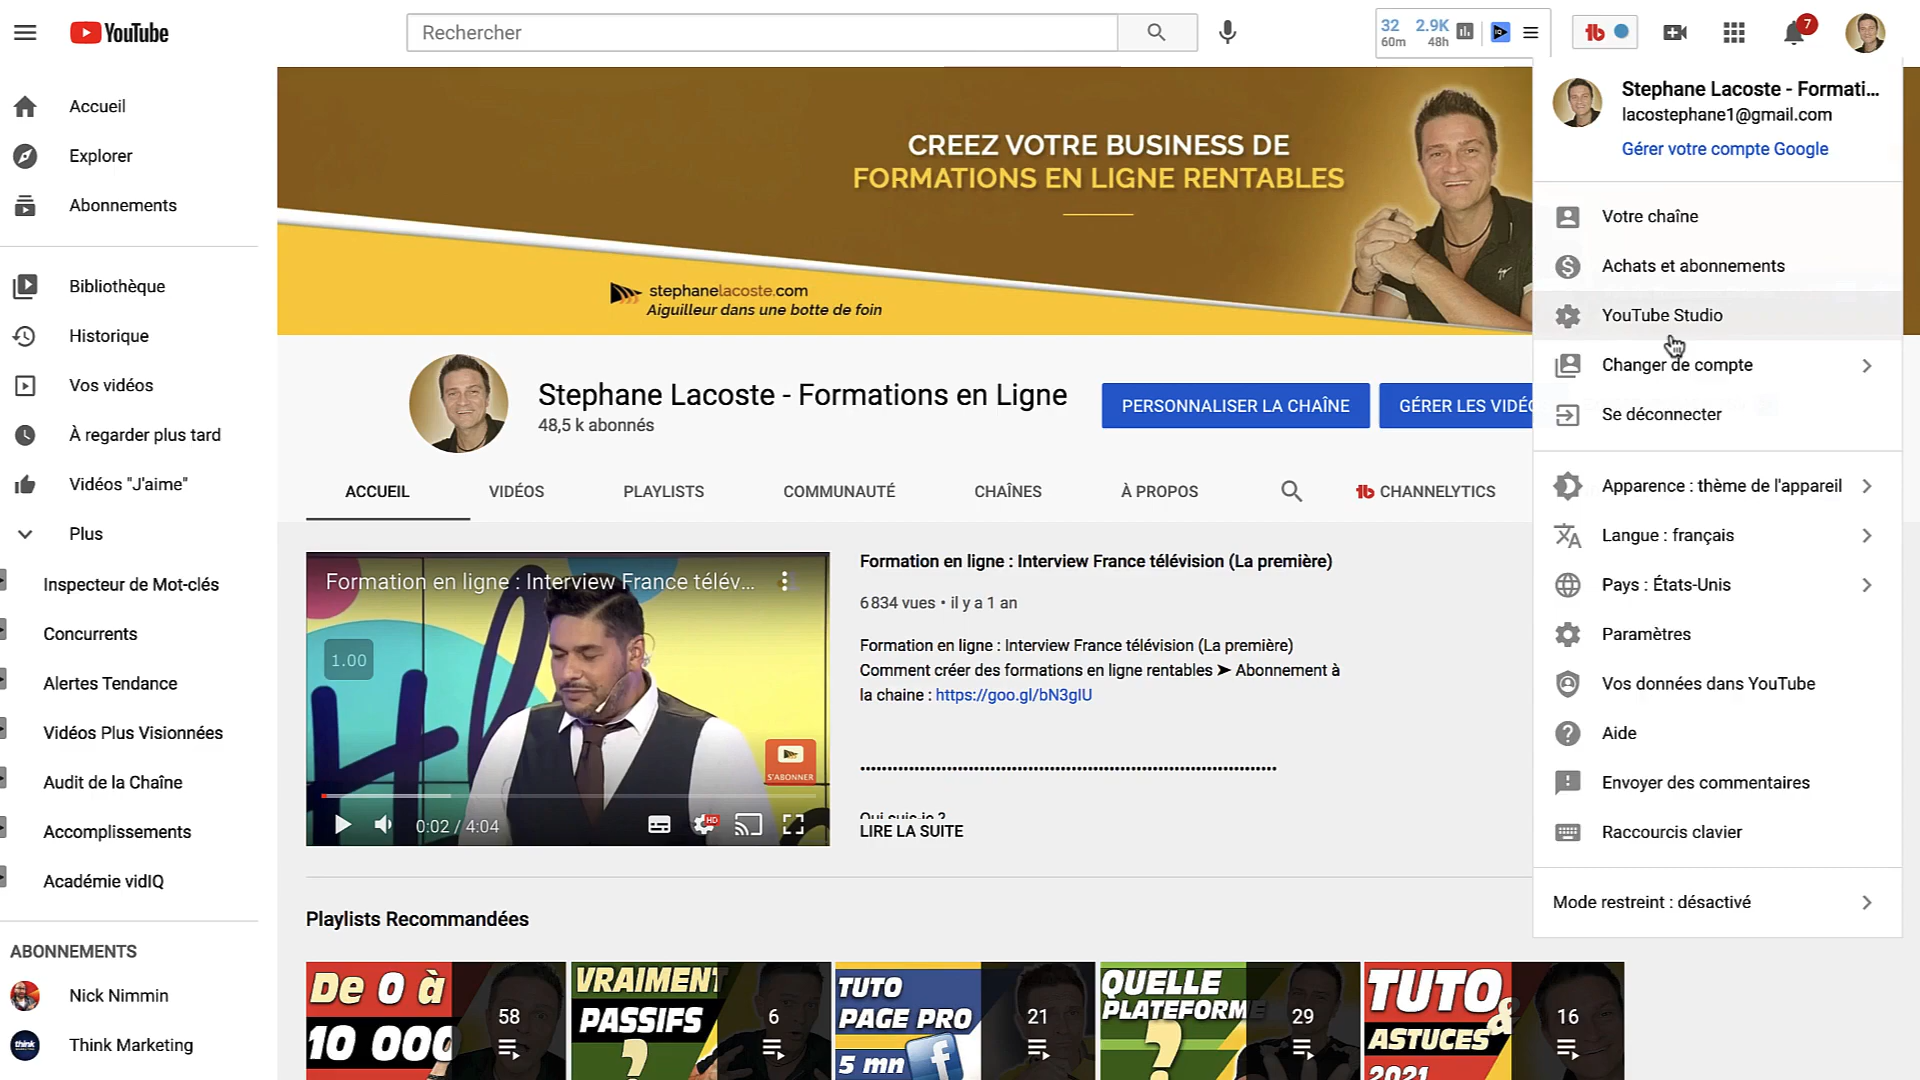 YouTube
Rechercher
32
60m
2.9K
48h
7
Accueil
Explorer
Abonnements
Bibliothèque
Historique
Vos vidéos
À regarder plus tard
Vidéos "J'aime"
Plus
Inspecteur de Mot-clés
Concurrents
Alertes Tendance
Vidéos Plus Visionnées
Audit de la Chaîne
Accomplissements
Académie vidIQ
ABONNEMENTS
Nick Nimmin
Think Marketing
CREEZ VOTRE BUSINESS DE
FORMATIONS EN LIGNE RENTABLES
stephanelacoste.com
Aiguilleur dans une botte de foin
Stephane Lacoste - Formations en Ligne
48,5 k abonnés
PERSONNALISER LA CHAÎNE
GÉRER LES VIDÉO
ACCUEIL VIDÉOS PLAYLISTS COMMUNAUTÉ CHAÎNES À PROPOS CHANNELYTICS
Formation en ligne : Interview France télév...
1.00
S'ABONNER
0:02 / 4:04
HD
Formation en ligne : Interview France télévision (La première)
6 834 vues • il y a 1 an
Formation en ligne : Interview France télévision (La première)
Comment créer des formations en ligne rentables ➤ Abonnement à
la chaine : https://goo.gl/bN3gIU
Qui suis-je ?
LIRE LA SUITE
Playlists Recommandées
De 0 à
10 000
58
VRAIMENT
PASSIFS
?
6
TUTO
PAGE PRO
5 mn
21
QUELLE
PLATEFORME
?
29
TUTO
&
ASTUCES
2021
16
Stephane Lacoste - Formati...
lacostephane1@gmail.com
Gérer votre compte Google
Votre chaîne
Achats et abonnements
YouTube Studio
Changer de compte
Se déconnecter
Apparence : thème de l'appareil
Langue : français
Pays : États-Unis
Paramètres
Vos données dans YouTube
Aide
Envoyer des commentaires
Raccourcis clavier
Mode restreint : désactivé